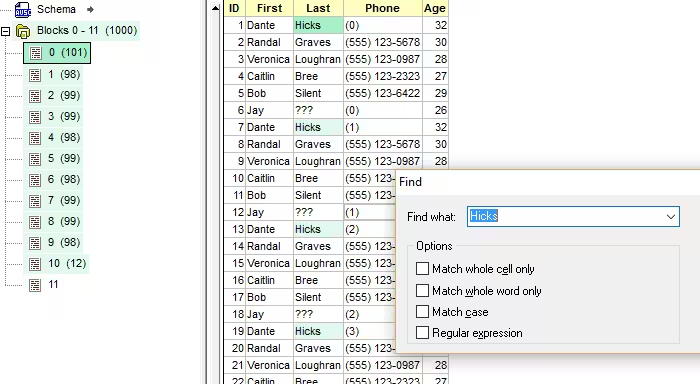 Schema
Blocks 0 - 11 (1000)
0 (101)
1 (98)
2 (99)
3 (99)
4 (98)
5 (99)
6 (98)
7 (99)
8 (99)
9 (98)
10 (12)
11
ID First Last Phone Age
1 Dante Hicks (0) 32
2 Randal Graves (555) 123-5678 30
3 Veronica Loughran (555) 123-0987 28
4 Caitlin Bree (555) 123-2323 27
5 Bob Silent (555) 123-6422 29
6 Jay ??? (0) 26
7 Dante Hicks (1) 32
8 Randal Graves (555) 123-5678 30
9 Veronica Loughran (555) 123-0987 28
10 Caitlin Bree (555) 123-
11 Bob Silent (555) 123-
12 Jay ??? (1)
13 Dante Hicks (2)
14 Randal Graves (555) 123-
15 Veronica Loughran (555) 123-
16 Caitlin Bree (555) 123-
17 Bob Silent (555) 123-
18 Jay ??? (2)
19 Dante Hicks (3)
20 Randal Graves (555) 123-
21 Veronica Loughran (555) 123-0987 28
22 Caitlin Bree (555) 123-2323 27
Find
Find what: Hicks
Options
Match whole cell only
Match whole word only
Match case
Regular expression